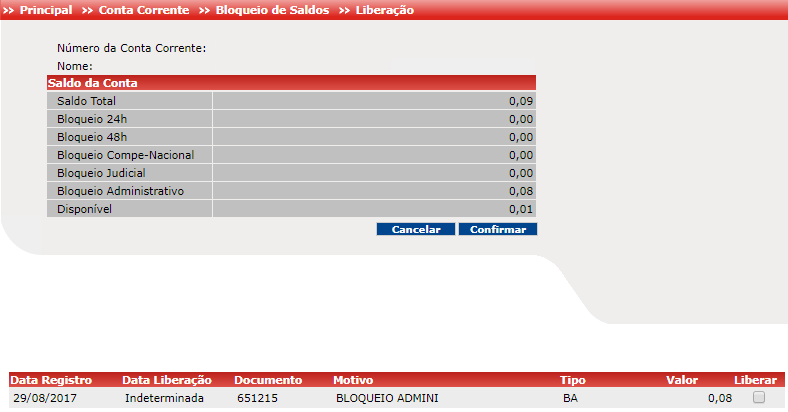 >> Principal >> Conta Corrente >> Bloqueio de Saldos >> Liberação
Número da Conta Corrente:
Nome:
Saldo da Conta
Saldo Total 0,09
Bloqueio 24h 0,00
Bloqueio 48h 0,00
Bloqueio Compe-Nacional 0,00
Bloqueio Judicial 0,00
Bloqueio Administrativo 0,08
Disponível 0,01
Cancelar Confirmar
Data Registro Data Liberação Documento Motivo Tipo Valor Liberar
29/08/2017 Indeterminada 651215 BLOQUEIO ADMINI BA 0,08